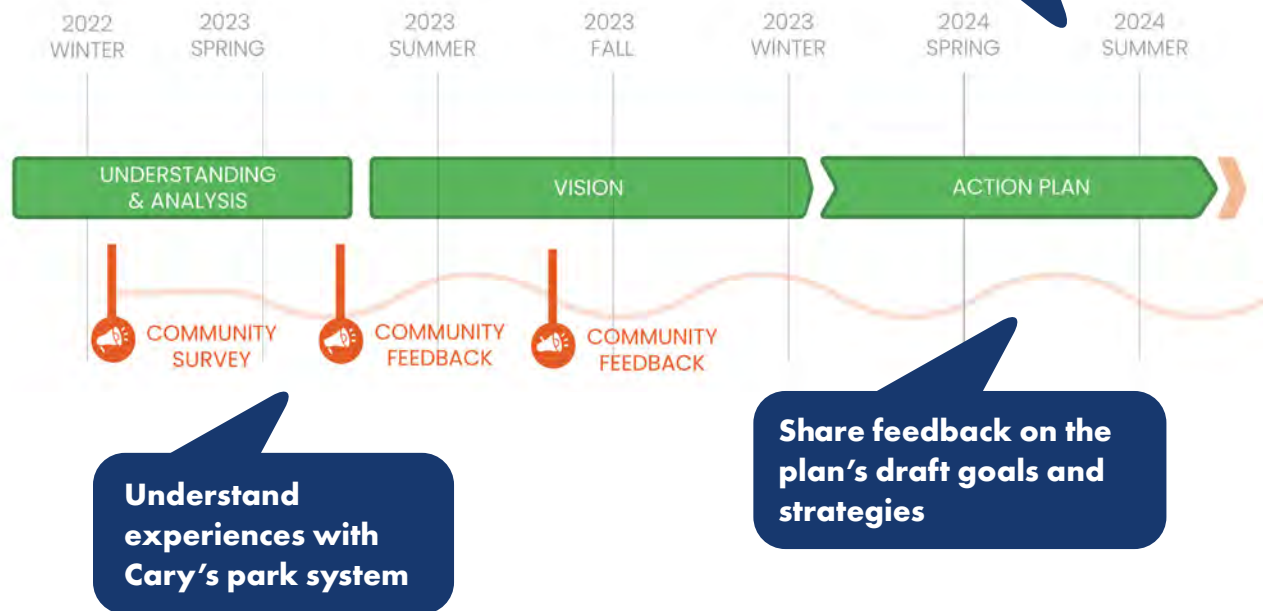 2022
WINTER
2023
SPRING
2023
SUMMER
2023
FALL
2023
WINTER
2024
SPRING
2024
SUMMER
UNDERSTANDING
& ANALYSIS
VISION
ACTION PLAN
COMMUNITY
SURVEY
COMMUNITY
FEEDBACK
COMMUNITY
FEEDBACK
Understand
experiences with
Cary's park system
Share feedback on the
plan's draft goals and
strategies